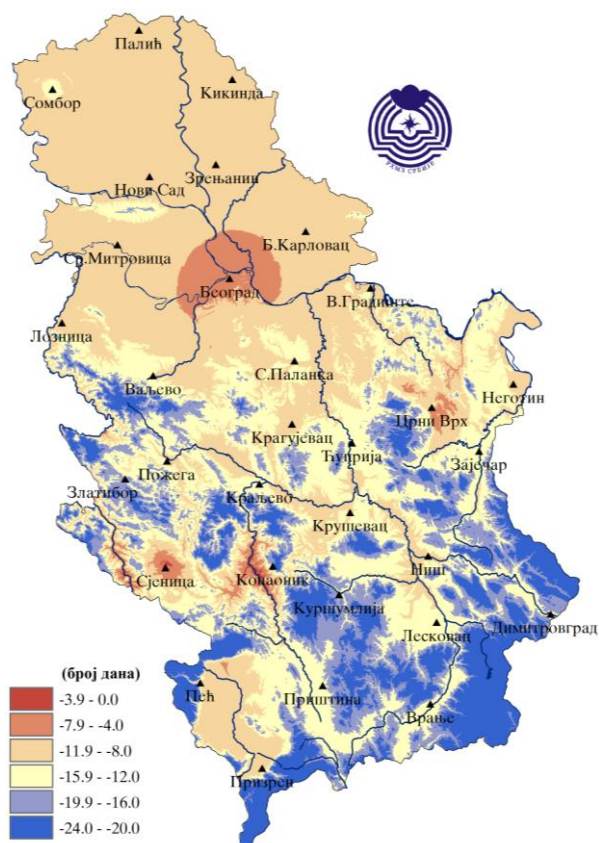 Палић
Кикинда
Сомбор
Зрењанин
Нови Сад
Б.Карловац
Ср.Митровица
Београд
В.Градиште
Лозница
С.Паланка
Ваљево
Неготин
Црни Врх
Крагујевац
Ћуприја
Зајечар
Пожега
Златибор
Краљево
Крушевац
Ниш
Сјеница
Копаоник
Куршумлија
Димитровград
Лесковац
(број дана)
-3.9 - 0.0
-7.9 - -4.0
-11.9 - -8.0
-15.9 - -12.0
-19.9 - -16.0
-24.0 - -20.0
Пећ
Приштина
Врање
Призрен
РХМЗ СРБИЈЕ